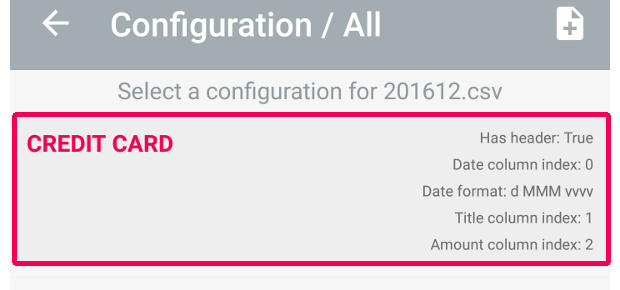 Configuration / All
Select a configuration for 201612.csv
CREDIT CARD
Has header: True
Date column index: 0
Date format: d MMM vvvv
Title column index: 1
Amount column index: 2